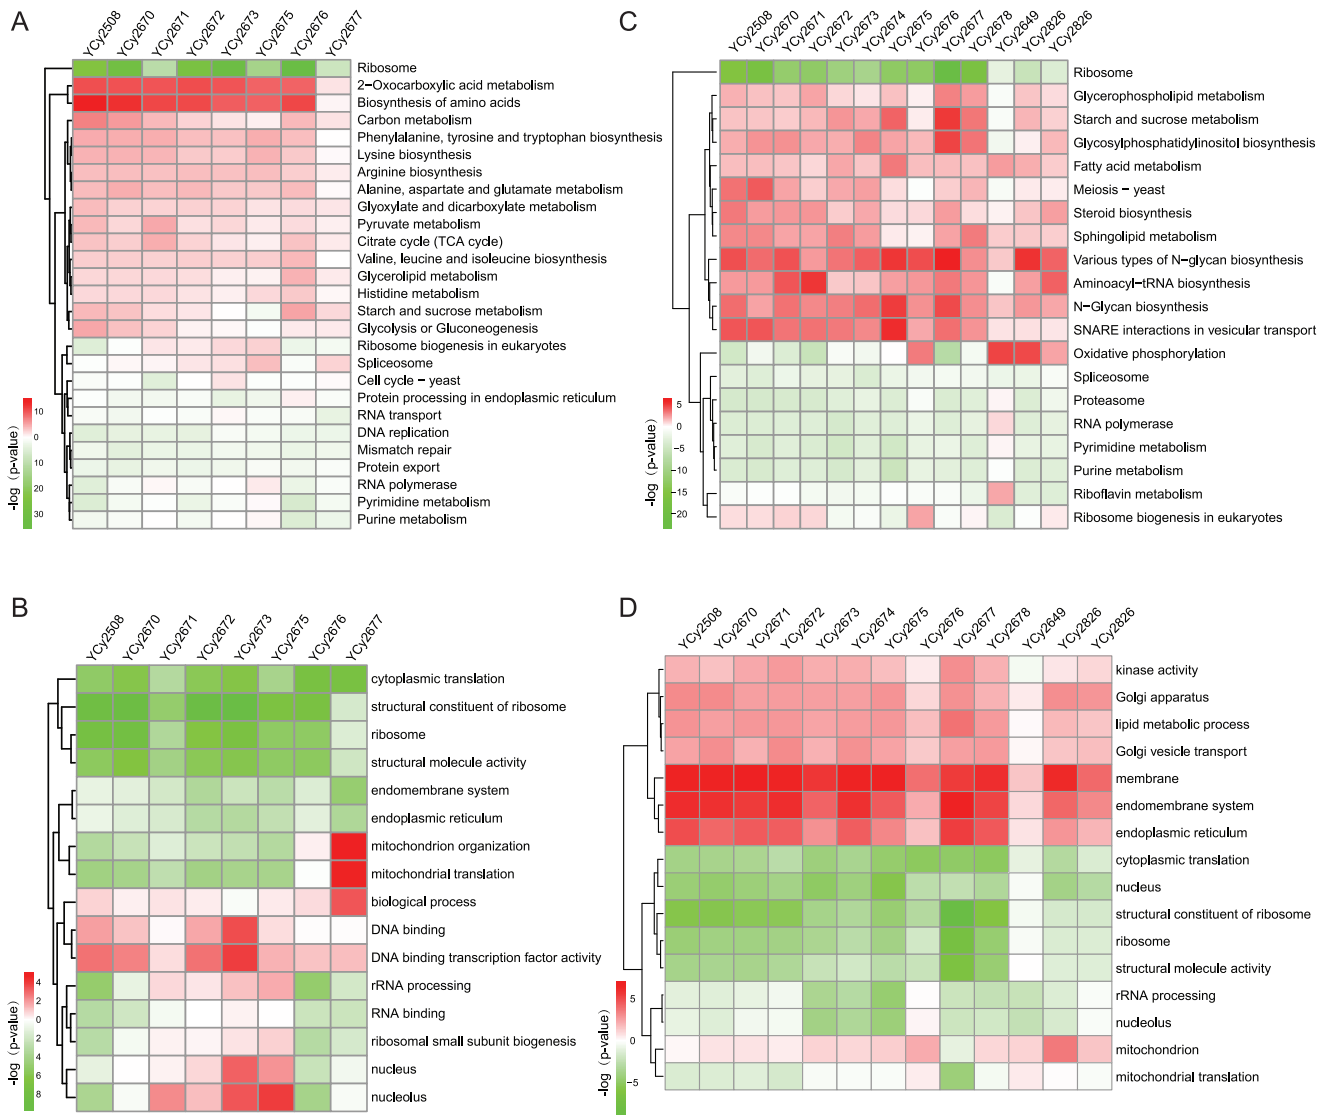 A
YCy2508 YCy2670 YCy2671 YCy2672 YCy2673 YCy2675 YCy2676 YCy2677
Ribosome
2−Oxocarboxylic acid metabolism
Biosynthesis of amino acids
Carbon metabolism
Phenylalanine, tyrosine and tryptophan biosynthesis
Lysine biosynthesis
Arginine biosynthesis
Alanine, aspartate and glutamate metabolism
Glyoxylate and dicarboxylate metabolism
Pyruvate metabolism
Citrate cycle (TCA cycle)
Valine, leucine and isoleucine biosynthesis
Glycerolipid metabolism
Histidine metabolism
Starch and sucrose metabolism
Glycolysis or Gluconeogenesis
Ribosome biogenesis in eukaryotes
Spliceosome
Cell cycle − yeast
Protein processing in endoplasmic reticulum
RNA transport
DNA replication
Mismatch repair
Protein export
RNA polymerase
Pyrimidine metabolism
Purine metabolism
-log (p-value)
10
0
10
20
30
C
YCy2508 YCy2670 YCy2671 YCy2672 YCy2673 YCy2674 YCy2675 YCy2676 YCy2677 YCy2678 YCy2649 YCy2826 YCy2826
Ribosome
Glycerophospholipid metabolism
Starch and sucrose metabolism
Glycosylphosphatidylinositol biosynthesis
Fatty acid metabolism
Meiosis − yeast
Steroid biosynthesis
Sphingolipid metabolism
Various types of N−glycan biosynthesis
Aminoacyl−tRNA biosynthesis
N−Glycan biosynthesis
SNARE interactions in vesicular transport
Oxidative phosphorylation
Spliceosome
Proteasome
RNA polymerase
Pyrimidine metabolism
Purine metabolism
Riboflavin metabolism
Ribosome biogenesis in eukaryotes
-log (p-value)
5
0
−5
−10
−15
−20
B
YCy2508 YCy2670 YCy2671 YCy2672 YCy2673 YCy2675 YCy2676 YCy2677
cytoplasmic translation
structural constituent of ribosome
ribosome
structural molecule activity
endomembrane system
endoplasmic reticulum
mitochondrion organization
mitochondrial translation
biological process
DNA binding
DNA binding transcription factor activity
rRNA processing
RNA binding
ribosomal small subunit biogenesis
nucleus
nucleolus
-log (p-value)
4
2
0
2
4
6
8
D
YCy2508 YCy2670 YCy2671 YCy2672 YCy2673 YCy2674 YCy2675 YCy2676 YCy2677 YCy2678 YCy2649 YCy2826 YCy2826
kinase activity
Golgi apparatus
lipid metabolic process
Golgi vesicle transport
membrane
endomembrane system
endoplasmic reticulum
cytoplasmic translation
nucleus
structural constituent of ribosome
ribosome
structural molecule activity
rRNA processing
nucleolus
mitochondrion
mitochondrial translation
-log (p-value)
5
0
−5